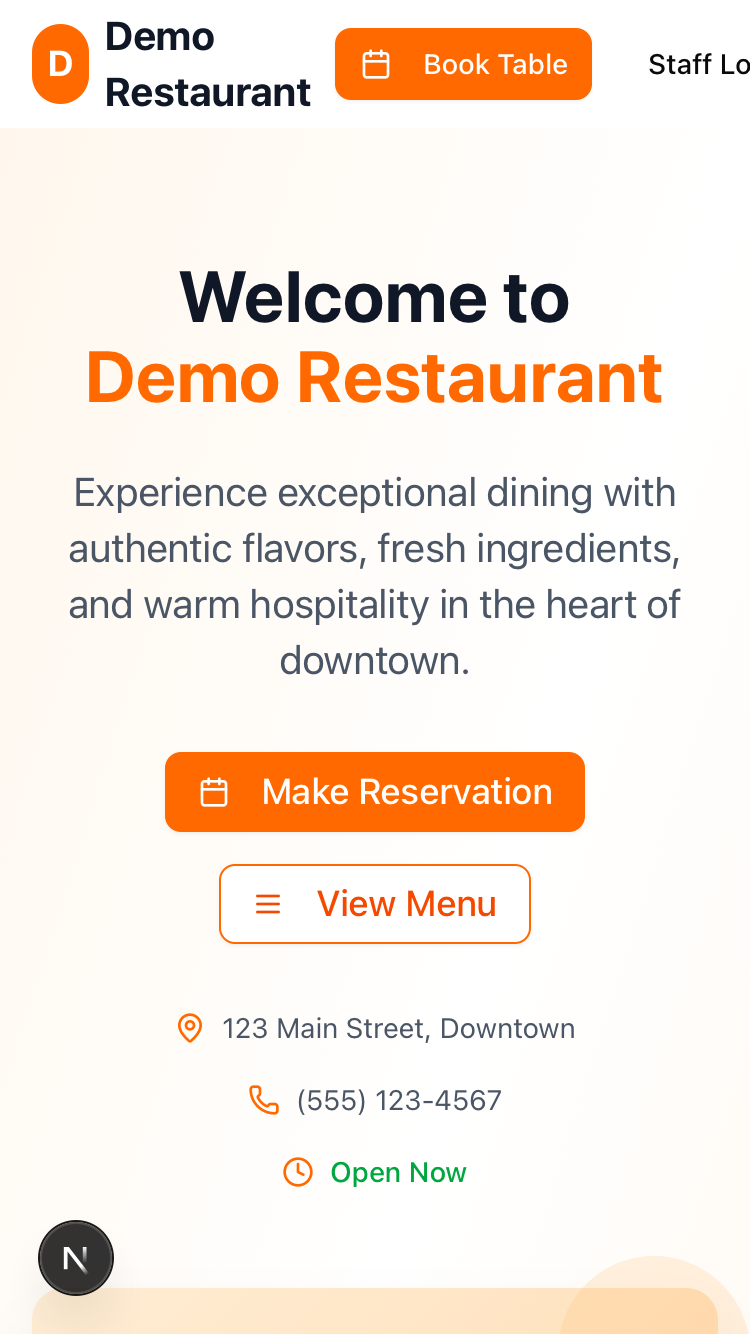 D
Demo
Restaurant
Book Table
Staff Lo
Welcome to
Demo Restaurant
Experience exceptional dining with
authentic flavors, fresh ingredients,
and warm hospitality in the heart of
downtown.
Make Reservation
View Menu
123 Main Street, Downtown
(555) 123-4567
Open Now
N